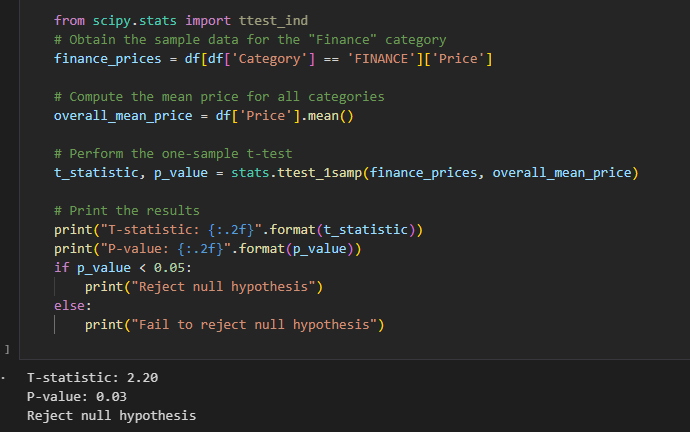 from scipy.stats import ttest_ind
# Obtain the sample data for the "Finance" category
finance_prices = df[df['Category'] == 'FINANCE']['Price']
# Compute the mean price for all categories
overall_mean_price = df['Price'].mean()
# Perform the one-sample t-test
t_statistic, p_value = stats.ttest_1samp(finance_prices, overall_mean_price)
# Print the results
print("T-statistic: {:.2f}".format(t_statistic))
print("P-value: {:.2f}".format(p_value))
if p_value < 0.05:
    print("Reject null hypothesis")
else:
    print("Fail to reject null hypothesis")
]
T-statistic: 2.20
P-value: 0.03
Reject null hypothesis